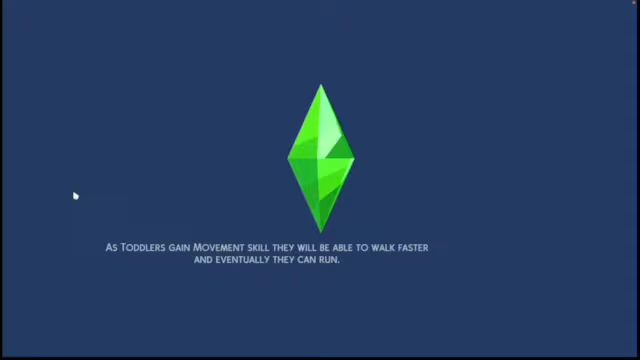 As Toddlers gain Movement skill they will be able to walk faster
and eventually they can run.